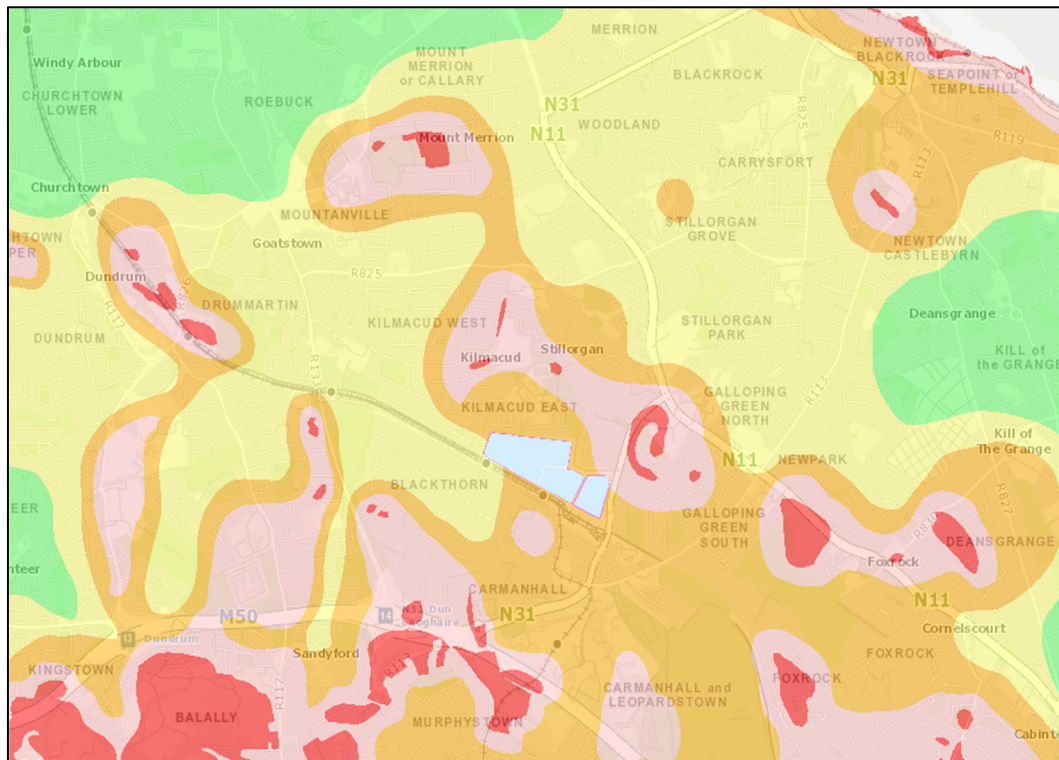 MERRION
Windy Arbour
MOUNT
MERRION
or CALLARY
NEWTOWN
BLACKROCK
BLACKROCK
N31
SEAPOINT or
TEMPLEHILL
CHURCHTOWN
LOWER
ROEBUCK
N31
N11
WOODLAND
R825
R119
Mount Merrion
CARRYSFORT
R113
Churchtown
MOUNTANVILLE
STILLORGAN
GROVE
HTOWN
PER
Goatstown
NEWTOWN
CASTLEBYRN
R825
Dundrum
R826
DRUMMARTIN
Deansgrange
R117
DUNDRUM
KILMACUD WEST
STILLORGAN
PARK
Kilmacud
Stillorgan
KILL of
the GRANGE
R133
R113
KILMACUD EAST
GALLOPING
GREEN
NORTH
Kill of
The Grange
N11
NEWPARK
BLACKTHORN
R827
EER
GALLOPING
GREEN
SOUTH
DEANSGRANGE
R830
Foxrock
nteer
CARMANHALL
N11
M50
14
N31 Dun
Laoghaire
N31
Cornelscourt
13
Dundrum
Sandyford
FOXROCK
KINGSTOWN
R117
R113
FOXROCK
CARMANHALL and
LEOPARDSTOWN
BALALLY
MURPHYSTOWN
Cabint